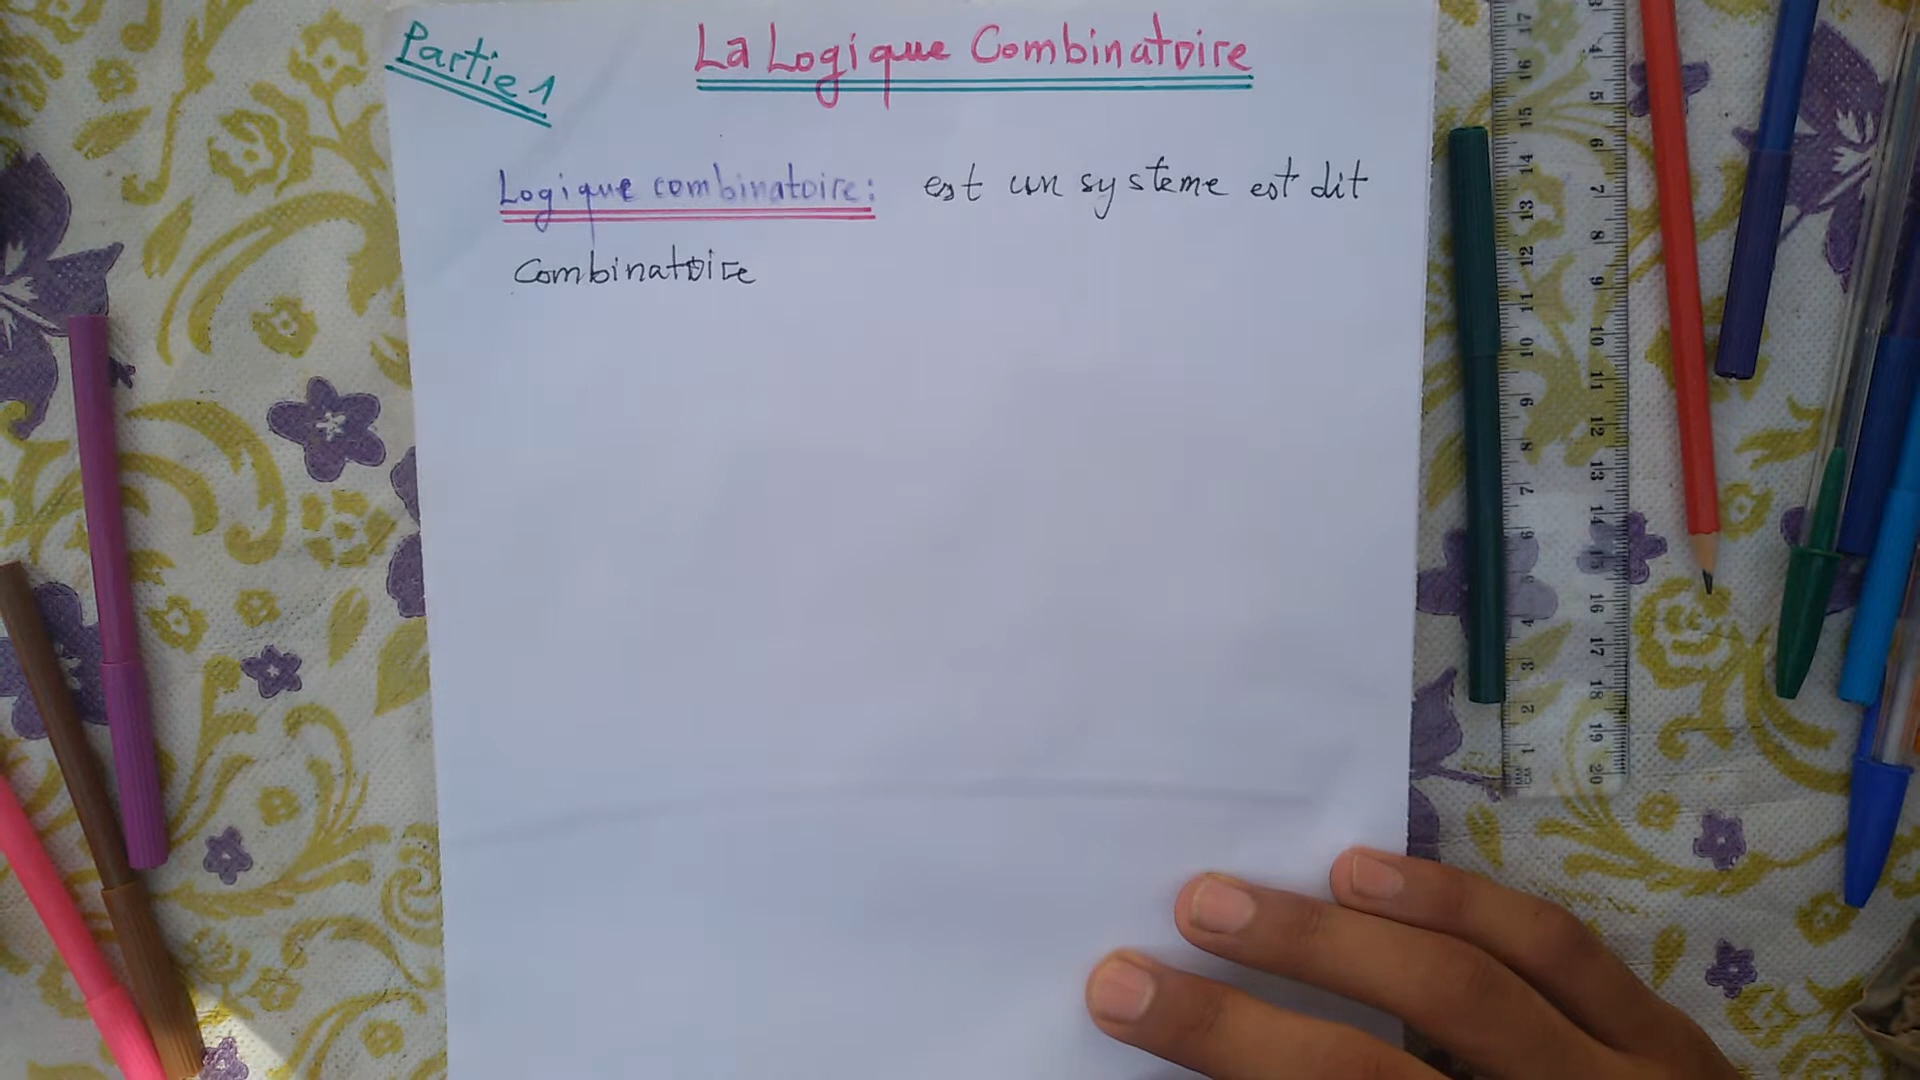 Partie 1
La Logique Combinatoire
Logique combinatoire: est un systeme est dit
Combinatoire